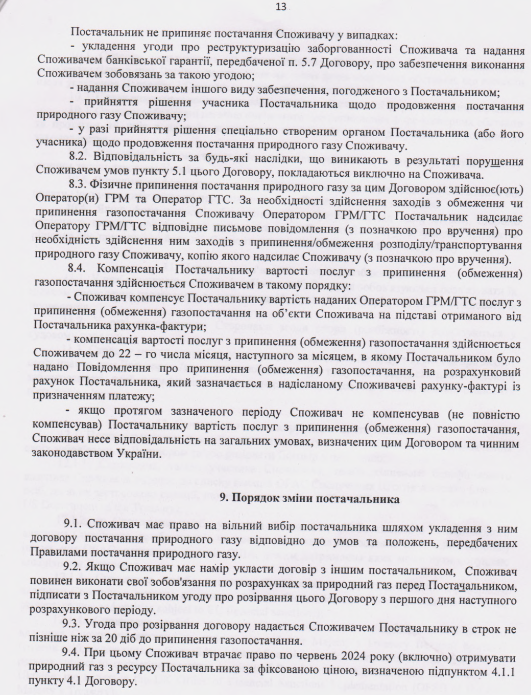 13
Постачальник не припиняє постачання Споживачу у випадках:
- укладення угоди про реструктуризацію заборгованності Споживача та надання
Споживачем банківської гарантії, передбаченої п. 5.7 Договору, про забезпечення виконання
Споживачем зобовязань за такою угодою;
- надання Споживачем іншого виду забезпечення, погодженого з Постачальником;
- прийняття рішення учасника Постачальника щодо продовження постачання
природного газу Споживачу;
- у разі прийняття рішення спеціально створеним органом Постачальника (або його
учасника) щодо продовження постачання природного газу Споживачу.
8.2. Відповідальність за будь-які наслідки, що виникають в результаті порушення
Споживачем умов пункту 5.1 цього Договору, покладаються виключно на Споживача.
8.3. Фізичне припинення постачання природного газу за цим Договором здійснює(ють)
Оператор(и) ГРМ та Оператор ГТС. За необхідності здійснення заходів з обмеження чи
припинення газопостачання Споживачу Оператором ГРМ/ГТС Постачальник надсилає
Оператору ГРМ/ГТС відповідне письмове повідомлення (з позначкою про вручення) про
необхідність здійснення ним заходів з припинення/обмеження розподілу/транспортування
природного газу Споживачу, копію якого надсилає Споживачу (з позначкою про вручення).
8.4. Компенсація Постачальнику вартості послуг з припинення (обмеження)
газопостачання здійснюється Споживачем в такому порядку:
- Споживач компенсує Постачальнику вартість наданих Оператором ГРМ/ГТС послуг з
припинення (обмеження) газопостачання на об’єкти Споживача на підставі отриманого від
Постачальника рахунка-фактури;
- компенсація вартості послуг з припинення (обмеження) газопостачання здійснюється
Споживачем до 22 – го числа місяця, наступного за місяцем, в якому Постачальником було
надано Повідомлення про припинення (обмеження) газопостачання, на розрахунковий
рахунок Постачальника, який зазначається в надісланому Споживачеві рахунку-фактурі із
призначенням платежу;
- якщо протягом зазначеного періоду Споживач не компенсував (не повністю
компенсував) Постачальнику вартість послуг з припинення (обмеження) газопостачання,
Споживач несе відповідальність на загальних умовах, визначених цим Договором та чинним
законодавством України.
9. Порядок зміни постачальника
9.1. Споживач має право на вільний вибір постачальника шляхом укладення з ним
договору постачання природного газу відповідно до умов та положень, передбачених
Правилами постачання природного газу.
9.2. Якщо Споживач має намір укласти договір з іншим постачальником, Споживач
повинен виконати свої зобов'язання по розрахунках за природний газ перед Постачальником,
підписати з Постачальником угоду про розірвання цього Договору з першого дня наступного
розрахункового періоду.
9.3. Угода про розірвання договору надається Споживачем Постачальнику в строк не
пізніше ніж за 20 діб до припинення газопостачання.
9.4. При цьому Споживач втрачає право по червень 2024 року (включно) отримувати
природний газ з ресурсу Постачальника за фіксованою ціною, визначеною підпунктом 4.1.1
пункту 4.1 Договору.